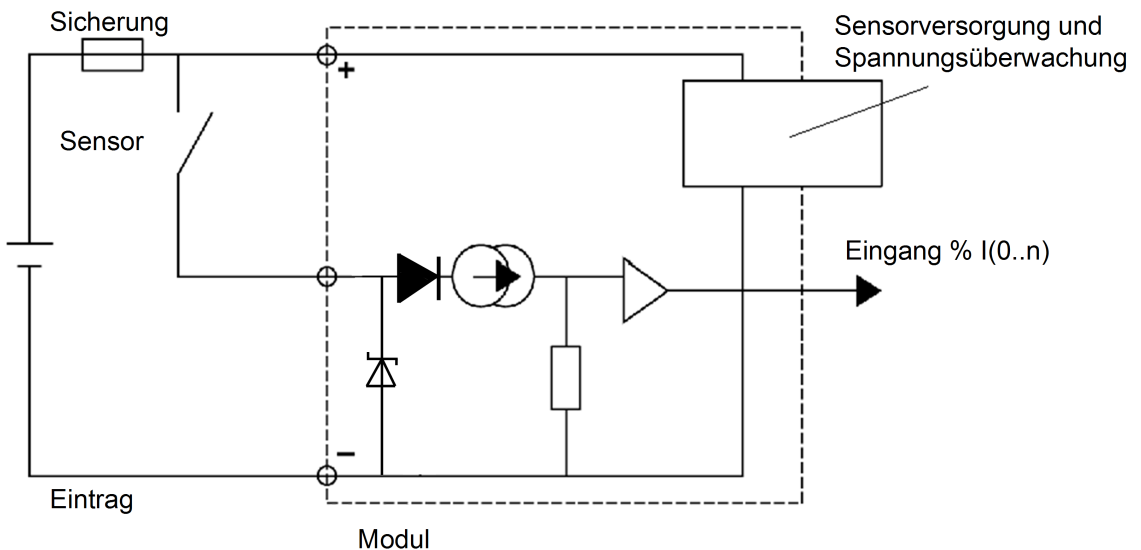 Sicherung
Sensorversorgung und
Spannungsüberwachung
+
Sensor
Eingang % I(0..n)
−
Eintrag
Modul